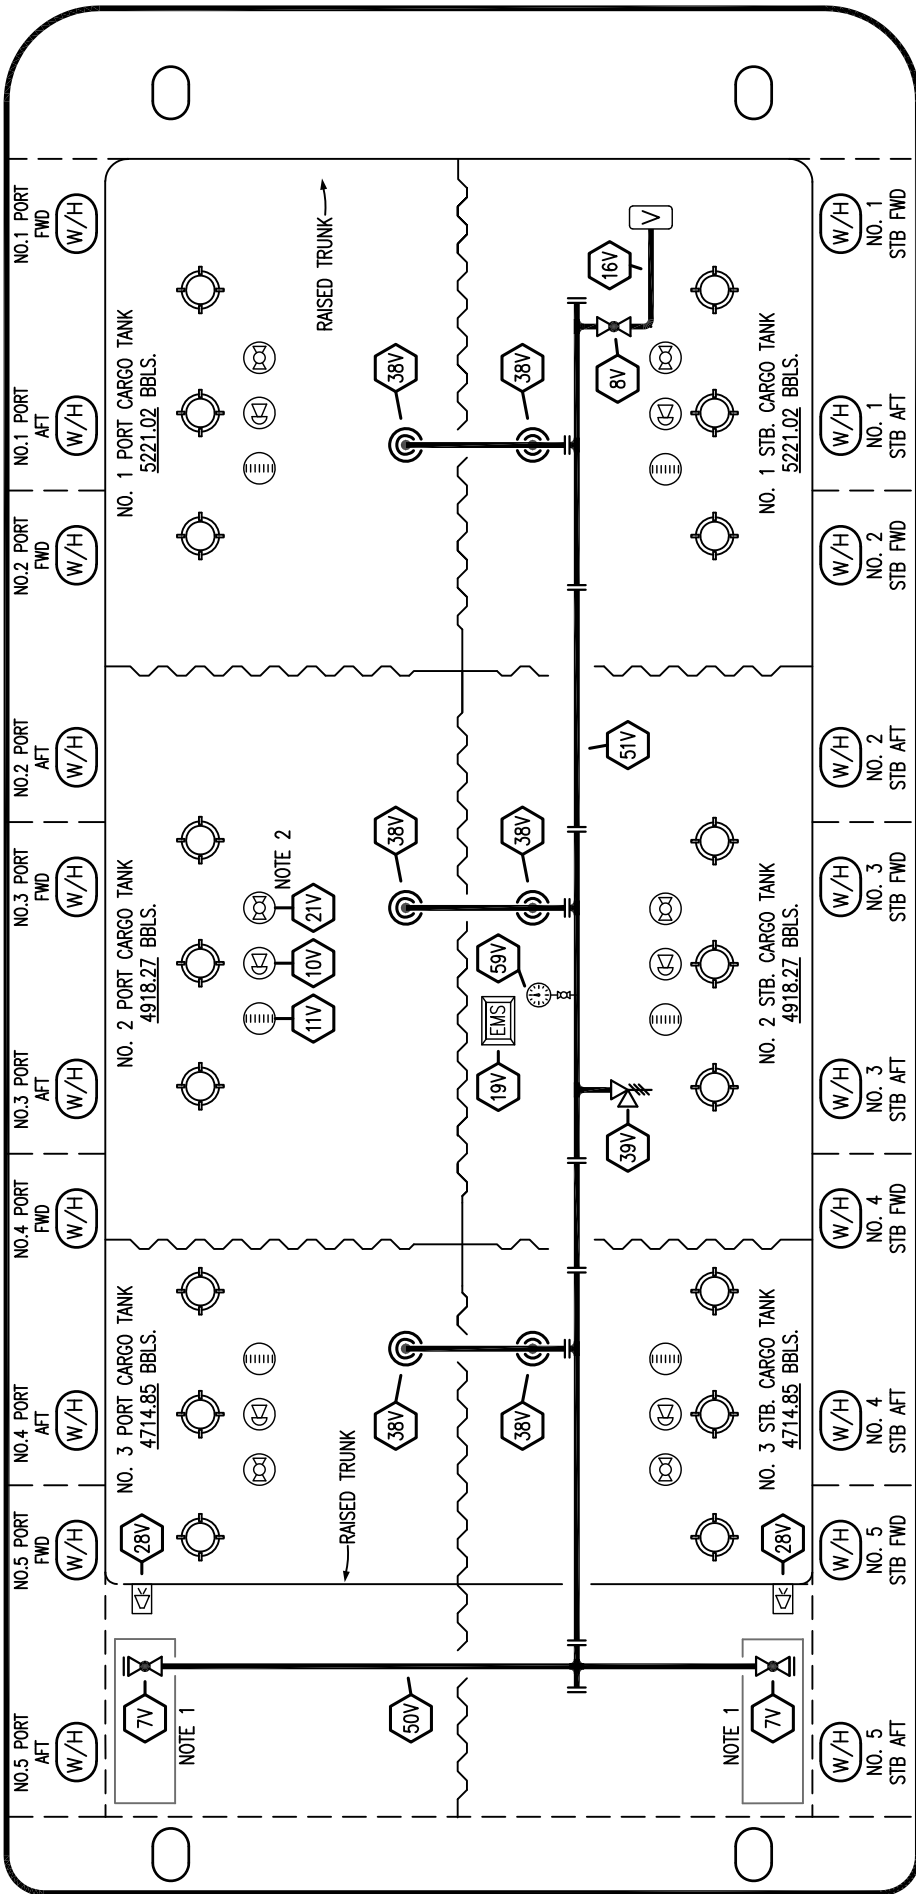 NO.5 PORT
AFT
W/H
NO.5 PORT
FWD
W/H
NO.4 PORT
AFT
W/H
NO.4 PORT
FWD
W/H
NO.3 PORT
AFT
W/H
NO.3 PORT
FWD
W/H
NO.2 PORT
AFT
W/H
NO.2 PORT
FWD
W/H
NO.1 PORT
AFT
W/H
NO.1 PORT
FWD
W/H
NO. 3 PORT CARGO TANK
4714.85 BBLS.
NO. 2 PORT CARGO TANK
4918.27 BBLS.
NO. 1 PORT CARGO TANK
5221.02 BBLS.
7V
NOTE 1
28V
11V
10V
21V
NOTE 2
RAISED TRUNK
RAISED TRUNK
50V
38V
38V
38V
19V
EMS
59V
38V
38V
38V
39V
51V
8V
16V
V
NOTE 1
7V
28V
NO. 3 STB. CARGO TANK
4714.85 BBLS.
NO. 2 STB. CARGO TANK
4918.27 BBLS.
NO. 1 STB. CARGO TANK
5221.02 BBLS.
W/H
NO. 5
STB AFT
W/H
NO. 5
STB FWD
W/H
NO. 4
STB AFT
W/H
NO. 4
STB FWD
W/H
NO. 3
STB AFT
W/H
NO. 3
STB FWD
W/H
NO. 2
STB AFT
W/H
NO. 2
STB FWD
W/H
NO. 1
STB AFT
W/H
NO. 1
STB FWD